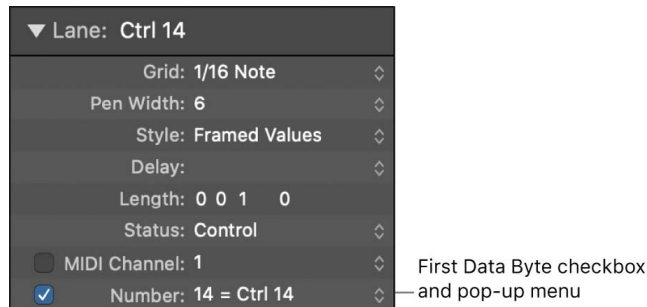 ▼ Lane: Ctrl 14
Grid: 1/16 Note
Pen Width: 6
Style: Framed Values
Delay:
Length: 0 0 1 0
Status: Control
MIDI Channel: 1
Number: 14 = Ctrl 14
First Data Byte checkbox
and pop-up menu